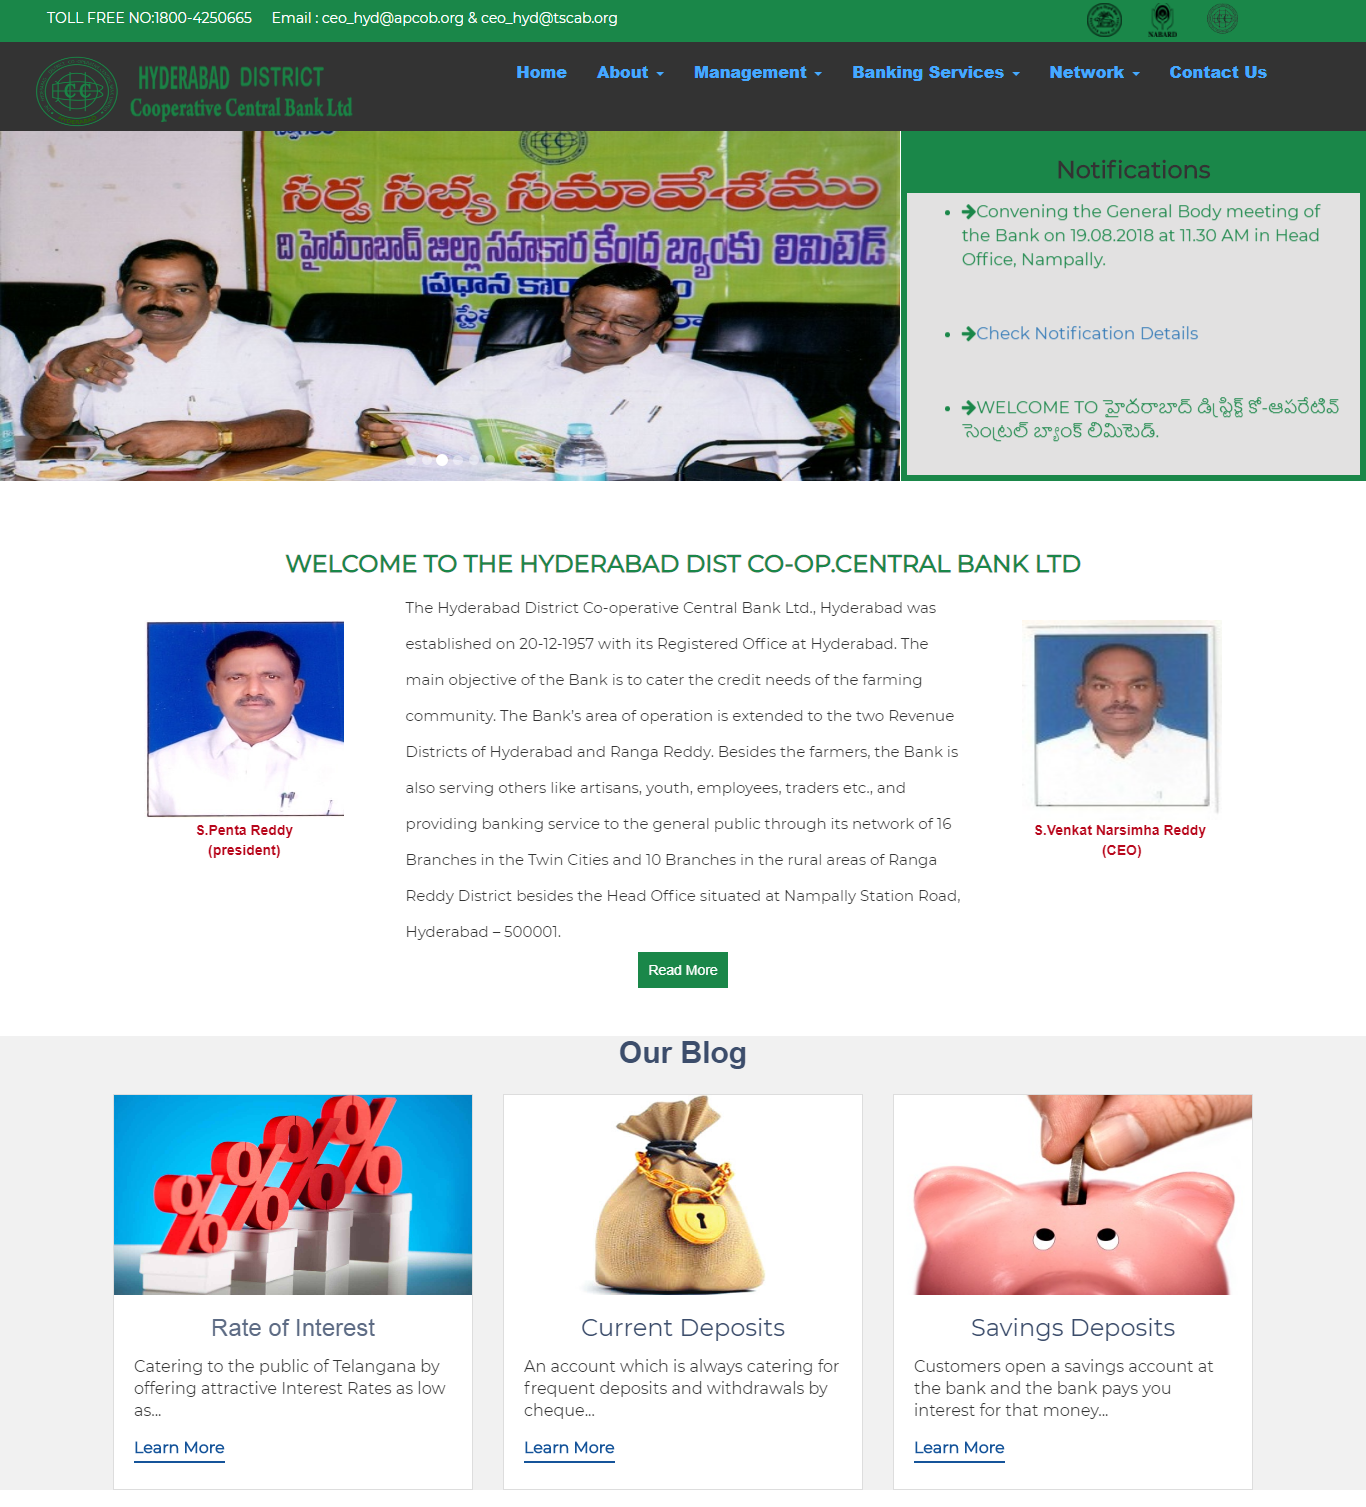 TOLL FREE NO:1800-4250665 Email : ceo_hyd@apcob.org & ceo_hyd@tscab.org
NABARD
CC
HYDERABAD DISTRICT
Cooperative Central Bank Ltd
Home About Management Banking Services Network Contact Us
సర్వ సభ్య సమావేశము
ది హైదరాబాద్ జిల్లా సహకార కేంద్ర బ్యాంకు లిమిటెడ్
ప్రధాన
Notifications
Convening the General Body meeting of
the Bank on 19.08.2018 at 11.30 AM in Head
Office, Nampally.
Check Notification Details
WELCOME TO హైదరాబాద్ డిస్ట్రిక్ట్ కో-ఆపరేటివ్
సెంట్రల్ బ్యాంక్ లిమిటెడ్.
WELCOME TO THE HYDERABAD DIST CO-OP.CENTRAL BANK LTD
The Hyderabad District Co-operative Central Bank Ltd., Hyderabad was
established on 20-12-1957 with its Registered Office at Hyderabad. The
main objective of the Bank is to cater the credit needs of the farming
community. The Bank’s area of operation is extended to the two Revenue
Districts of Hyderabad and Ranga Reddy. Besides the farmers, the Bank is
also serving others like artisans, youth, employees, traders etc., and
providing banking service to the general public through its network of 16
Branches in the Twin Cities and 10 Branches in the rural areas of Ranga
Reddy District besides the Head Office situated at Nampally Station Road,
Hyderabad – 500001.
S.Penta Reddy
(president)
S.Venkat Narsimha Reddy
(CEO)
Read More
Our Blog
% % % %
Rate of Interest
Catering to the public of Telangana by
offering attractive Interest Rates as low
as...
Learn More
Current Deposits
An account which is always catering for
frequent deposits and withdrawals by
cheque...
Learn More
Savings Deposits
Customers open a savings account at
the bank and the bank pays you
interest for that money...
Learn More